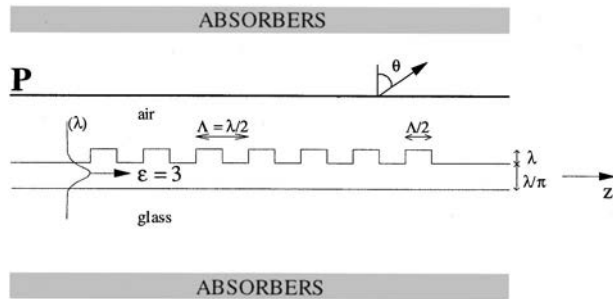 ABSORBERS
P
θ
(λ)
air
Λ = λ/2
Λ/2
λ
ε = 3
λ/π
z
glass
ABSORBERS